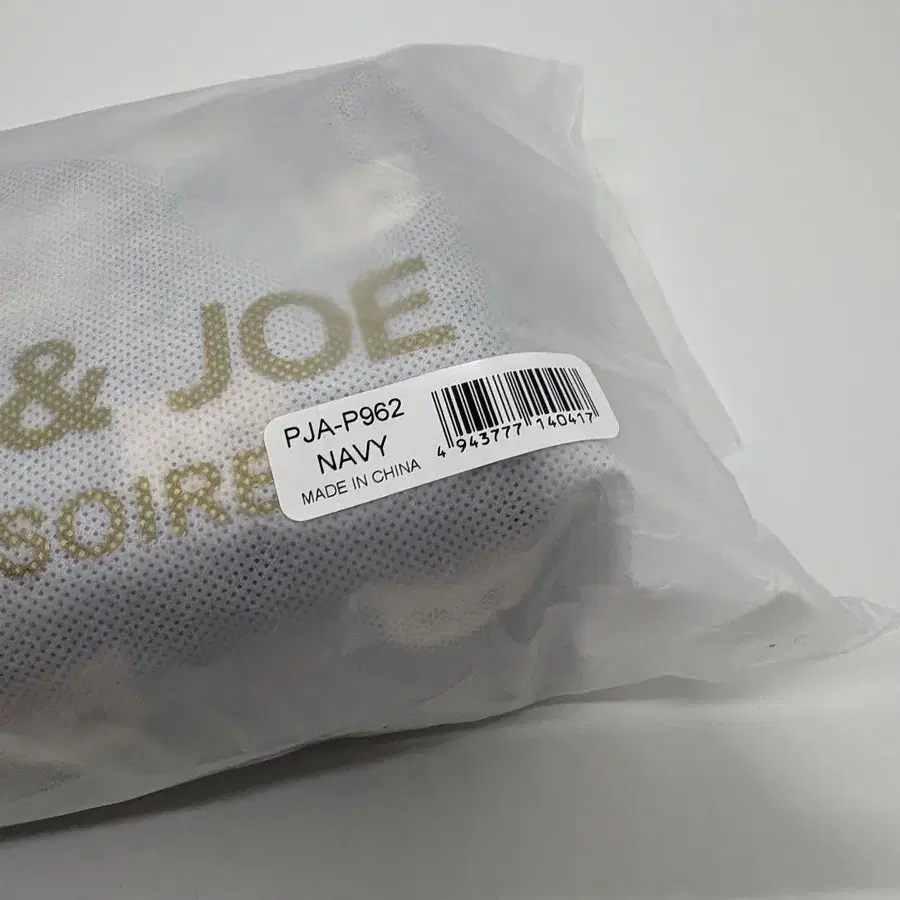 & JOE
SOIRE
PJA-P962
NAVY
MADE IN CHINA
4 943777 140417